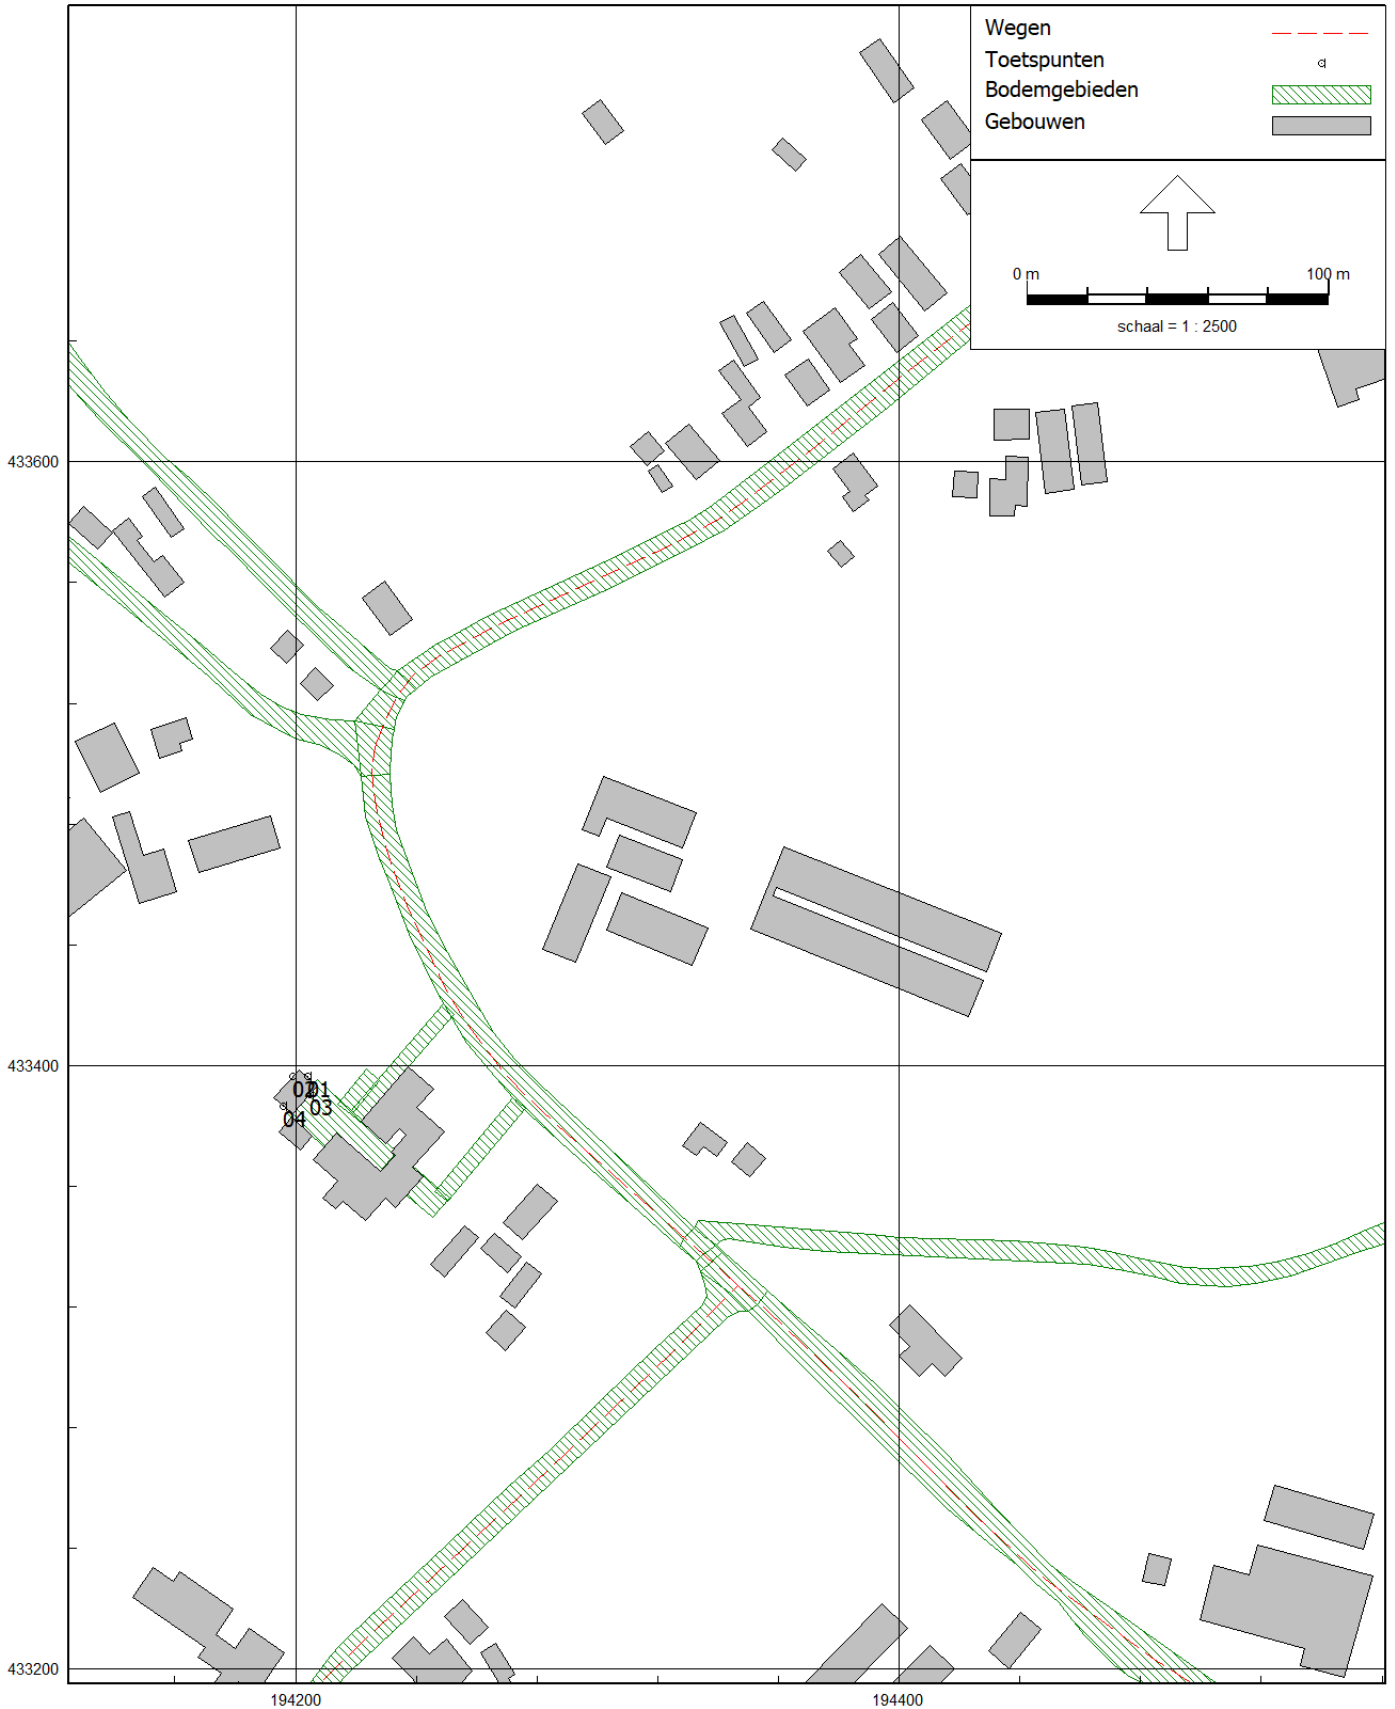 Wegen
Toetspunten
Bodemgebieden
Gebouwen
0 m 100 m
schaal = 1 : 2500
433600
433400
02 01
03
04
433200
194200 194400